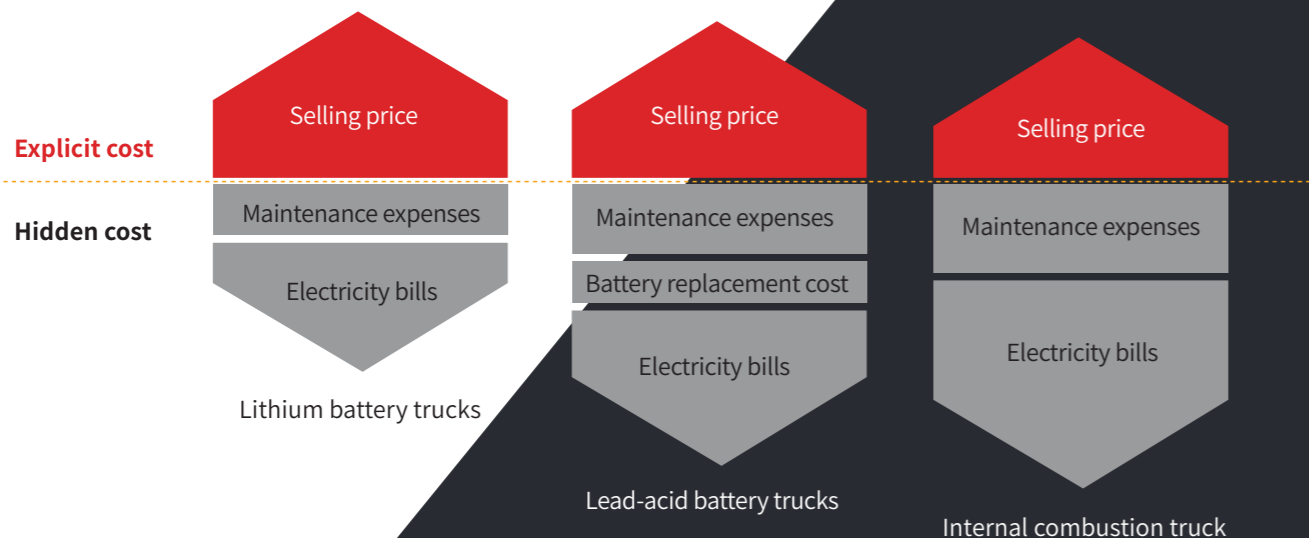 Explicit cost
Hidden cost
Selling price
Maintenance expenses
Electricity bills
Lithium battery trucks
Selling price
Maintenance expenses
Battery replacement cost
Electricity bills
Lead-acid battery trucks
Selling price
Maintenance expenses
Electricity bills
Internal combustion truck